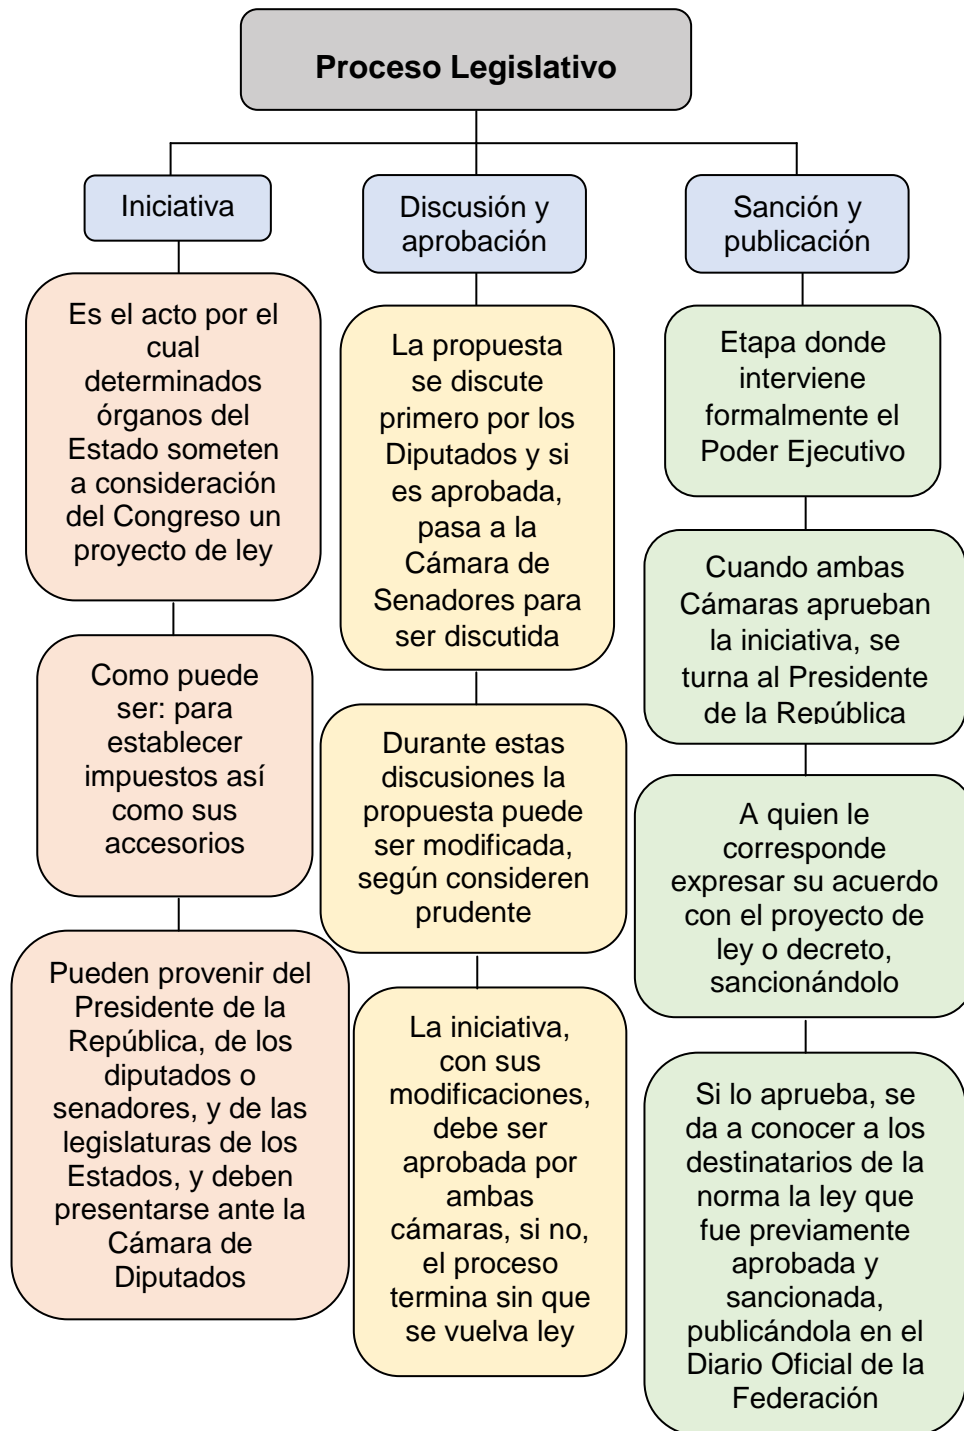 Proceso Legislativo
Iniciativa
Es el acto por el
cual
determinados
órganos del
Estado someten
a consideración
del Congreso un
proyecto de ley
Como puede
ser: para
establecer
impuestos así
como sus
accesorios
Pueden provenir del
Presidente de la
República, de los
diputados o
senadores, y de las
legislaturas de los
Estados, y deben
presentarse ante la
Cámara de
Diputados
Discusión y
aprobación
La propuesta
se discute
primero por los
Diputados y si
es aprobada,
pasa a la
Cámara de
Senadores para
ser discutida
Durante estas
discusiones la
propuesta puede
ser modificada,
según consideren
prudente
La iniciativa,
con sus
modificaciones,
debe ser
aprobada por
ambas
cámaras, si no,
el proceso
termina sin que
se vuelva ley
Sanción y
publicación
Etapa donde
interviene
formalmente el
Poder Ejecutivo
Cuando ambas
Cámaras aprueban
la iniciativa, se
turna al Presidente
de la República
A quien le
corresponde
expresar su acuerdo
con el proyecto de
ley o decreto,
sancionándolo
Si lo aprueba, se
da a conocer a los
destinatarios de la
norma la ley que
fue previamente
aprobada y
sancionada,
publicándola en el
Diario Oficial de la
Federación